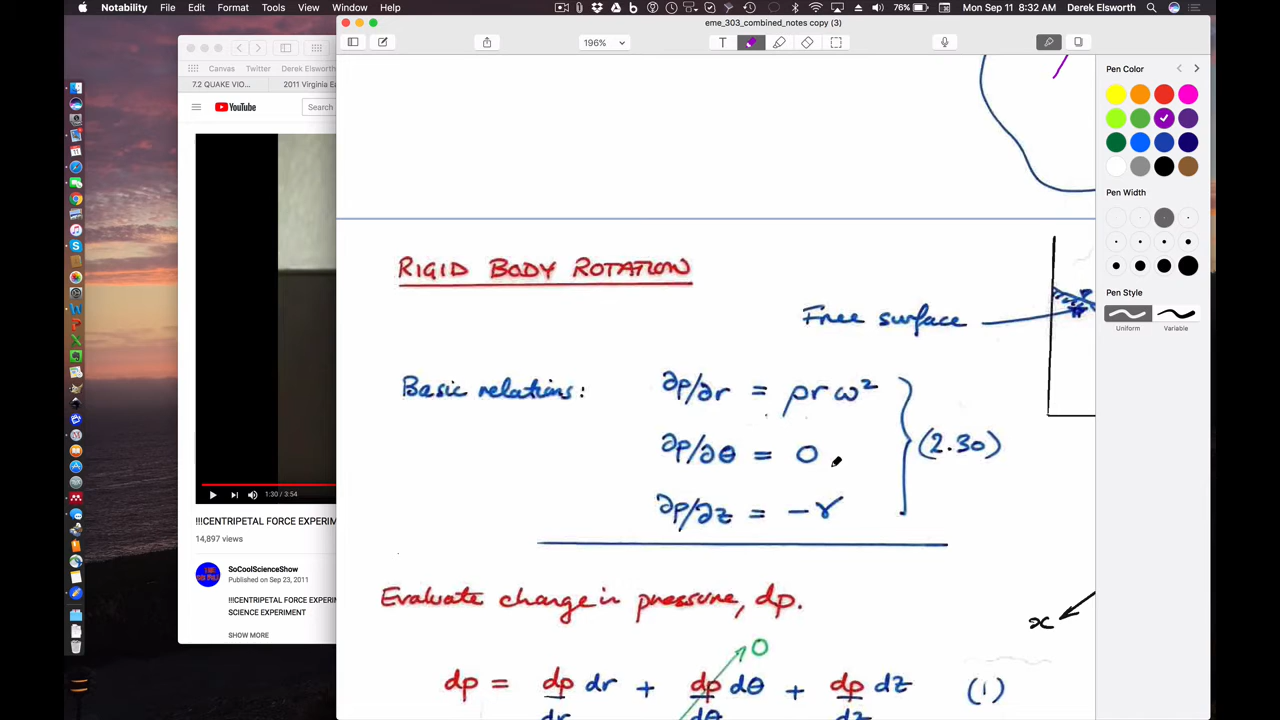 Notability File Edit View Insert Format Tools Window Help 76% Mon Sep 11 8:32 AM Derek Elsworth
eme_303_combined_notes copy (3)
196%
T
Canvas Twitter Derek Elsworth
7.2 QUAKE VIO... 2011 Virginia Ea
YouTube
Search
1:30 / 3:54
!!!CENTRIPETAL FORCE EXPERIM
14,897 views
SoCoolScienceShow
Published on Sep 23, 2011
!!!CENTRIPETAL FORCE EXPERIM
SCIENCE EXPERIMENT
SHOW MORE
RIGID BODY ROTATION
Free surface
Basic relations: ∂p/∂r = ρrω²
∂p/∂θ = 0
(2.30)
∂p/∂z = -γ
Evaluate change in pressure, dp.
x
0
dp = dp/dr dr + dp/dθ dθ + dp/dz dz (1)
Pen Color
Pen Width
Pen Style
Uniform Variable